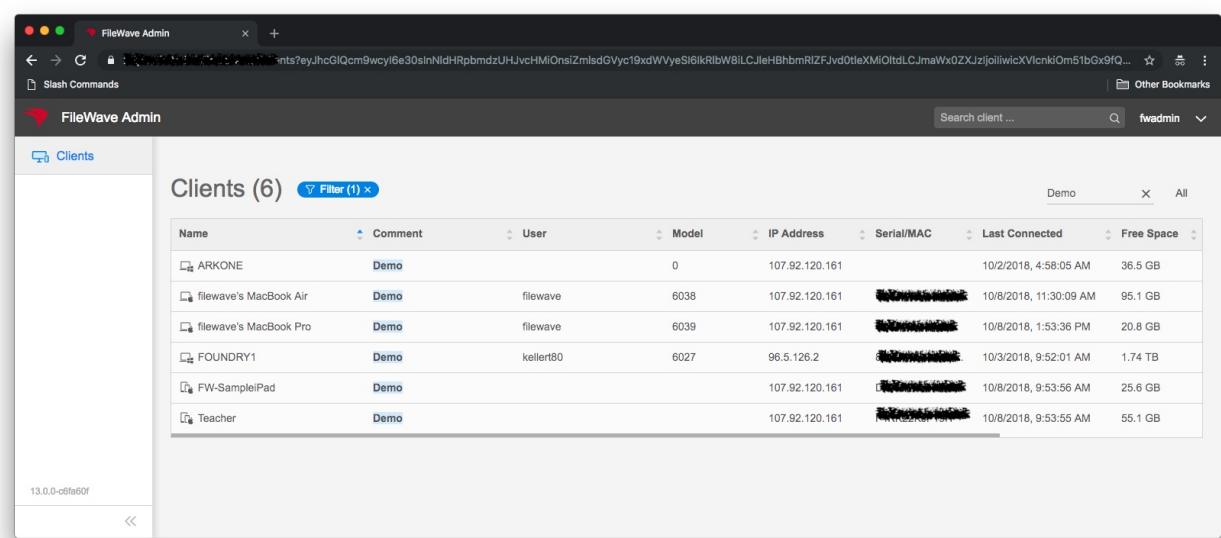 FileWave Admin
Slash Commands
Other Bookmarks
FileWave Admin
Search client ...
fwadmin
Clients
Clients (6)
Filter (1) ×
Demo
All
Name Comment User Model IP Address Serial/MAC Last Connected Free Space
ARKONE Demo 0 107.92.120.161 10/2/2018, 4:58:05 AM 36.5 GB
filewave's MacBook Air Demo filewave 6038 107.92.120.161 10/8/2018, 11:30:09 AM 95.1 GB
filewave's MacBook Pro Demo filewave 6039 107.92.120.161 10/8/2018, 1:53:36 PM 20.8 GB
FOUNDRY1 Demo kellert80 6027 96.5.126.2 10/3/2018, 9:52:01 AM 1.74 TB
FW-SampleiPad Demo 107.92.120.161 10/8/2018, 9:53:56 AM 25.6 GB
Teacher Demo 107.92.120.161 10/8/2018, 9:53:55 AM 55.1 GB
13.0.0-c6fa60f